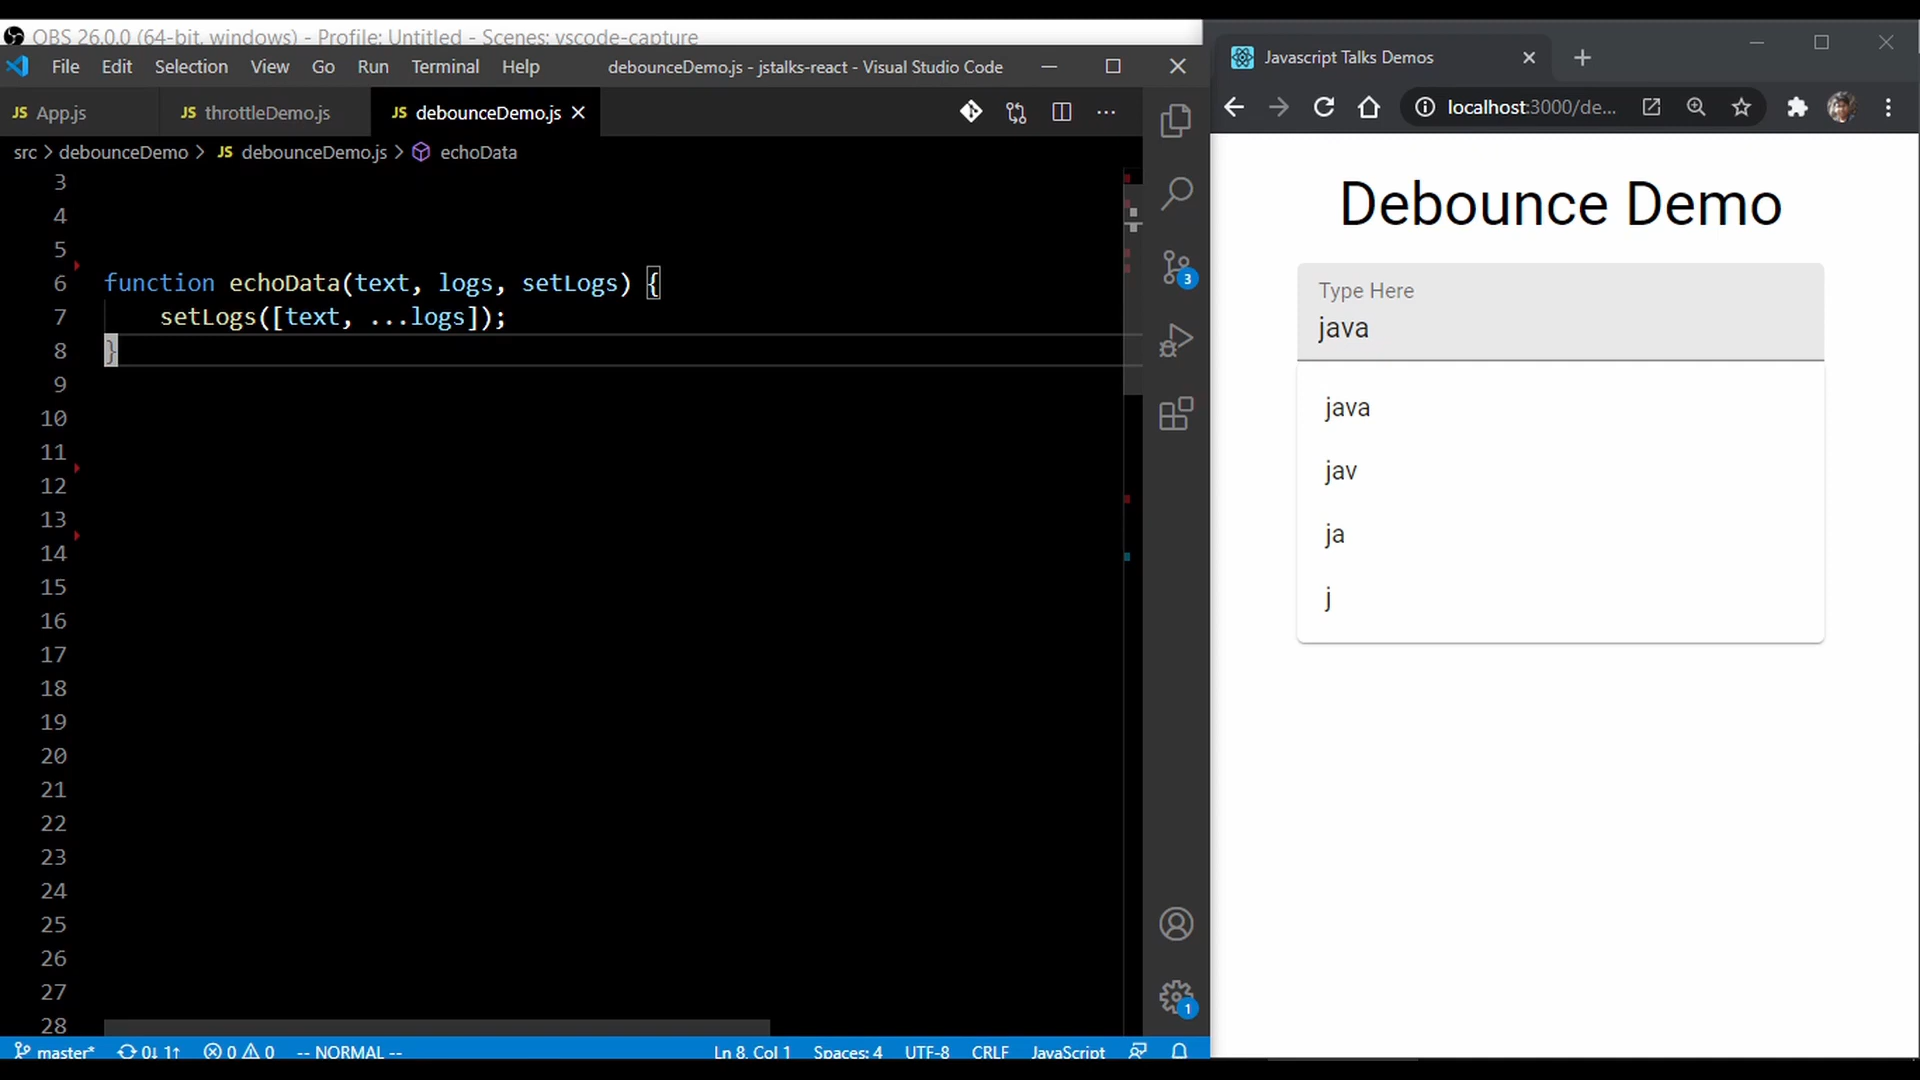 OBS 26.0.0 (64-bit, windows) - Profile: Untitled - Scenes: vscode-capture
File Edit Selection View Go Run Terminal Help debounceDemo.js - jstalks-react - Visual Studio Code
JS App.js JS throttleDemo.js JS debounceDemo.js
src > debounceDemo > JS debounceDemo.js > echoData
3
4
5
6 function echoData(text, logs, setLogs) {
7 setLogs([text, ...logs]);
8 }
9
10
11
12
13
14
15
16
17
18
19
20
21
22
23
24
25
26
27
28
3
1
master* 0↓ 1↑ 0 0 -- NORMAL -- Ln 8, Col 1 Spaces: 4 UTF-8 CRLF JavaScript
Javascript Talks Demos
localhost:3000/de...
Debounce Demo
Type Here
java
java
jav
ja
j